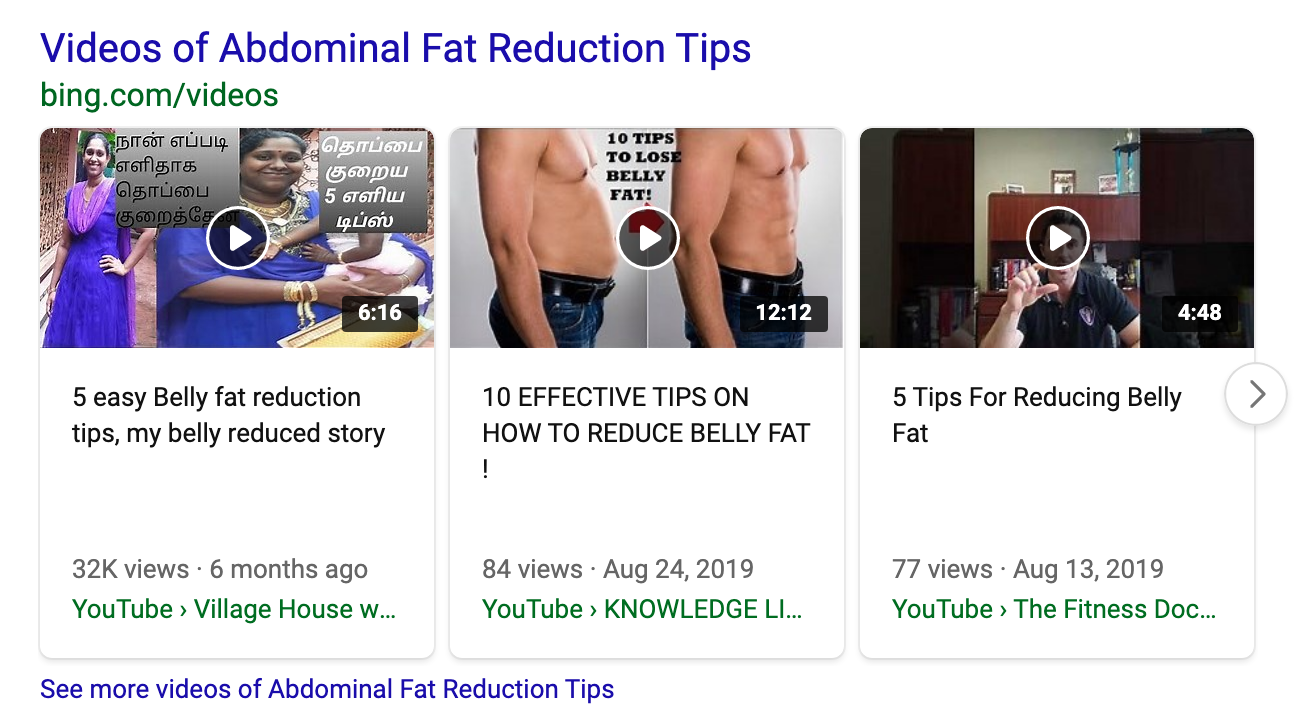 Videos of Abdominal Fat Reduction Tips
bing.com/videos
நான் எப்படி
எளிதாக
தொப்பை
குறைத்தேன்
தொப்பை
குறைய
5 எளிய
டிப்ஸ்
6:16
5 easy Belly fat reduction
tips, my belly reduced story
32K views · 6 months ago
YouTube › Village House w...
10 TIPS
TO LOSE
BELLY
FAT!
12:12
10 EFFECTIVE TIPS ON
HOW TO REDUCE BELLY FAT
!
84 views · Aug 24, 2019
YouTube › KNOWLEDGE LI...
4:48
5 Tips For Reducing Belly
Fat
77 views · Aug 13, 2019
YouTube › The Fitness Doc...
See more videos of Abdominal Fat Reduction Tips